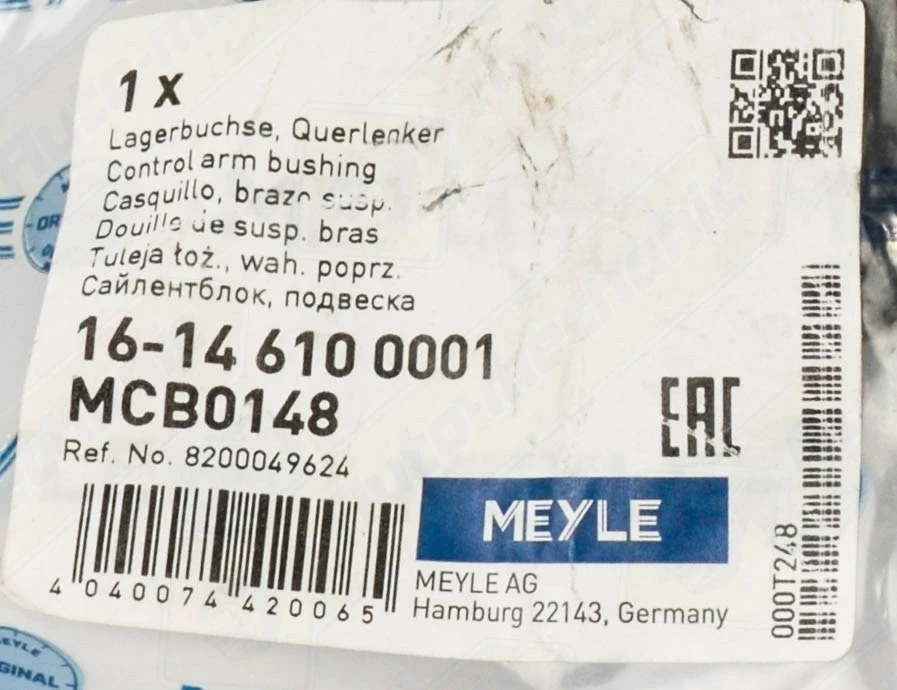 1 x
Lagerbuchse, Querlenker
Control arm bushing
Casquillo, brazo susp.
Douille de susp. bras
Tuleja łoż., wah. poprz.
Сайлентблок, подвеска
16-14 610 0001
MCB0148
Ref. No. 8200049624
EAC
MEYLE
MEYLE AG
Hamburg 22143, Germany
4 040074 420065
000T248
MEYLE
ORIGINAL